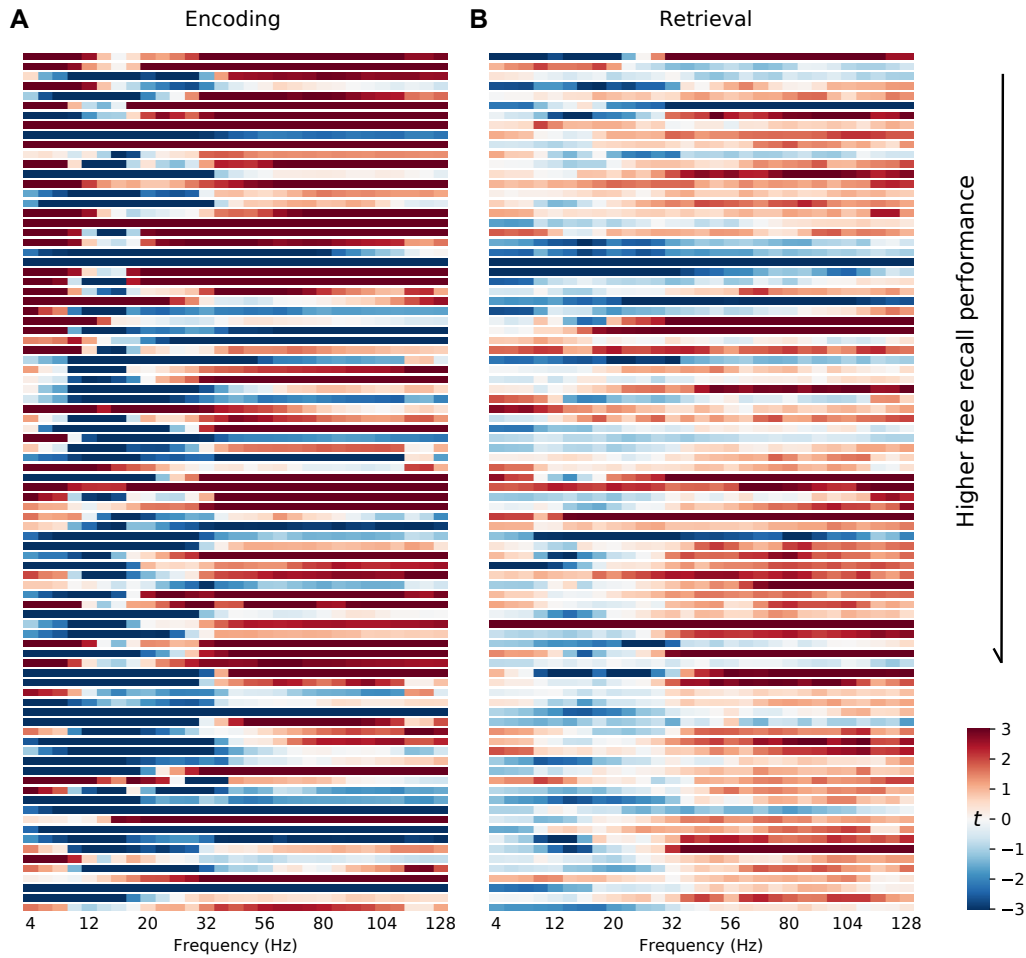 A
Encoding
B
Retrieval
Higher free recall performance
3
2
1
t 0
−1
−2
−3
4 12 20 32 56 80 104 128
Frequency (Hz)
4 12 20 32 56 80 104 128
Frequency (Hz)